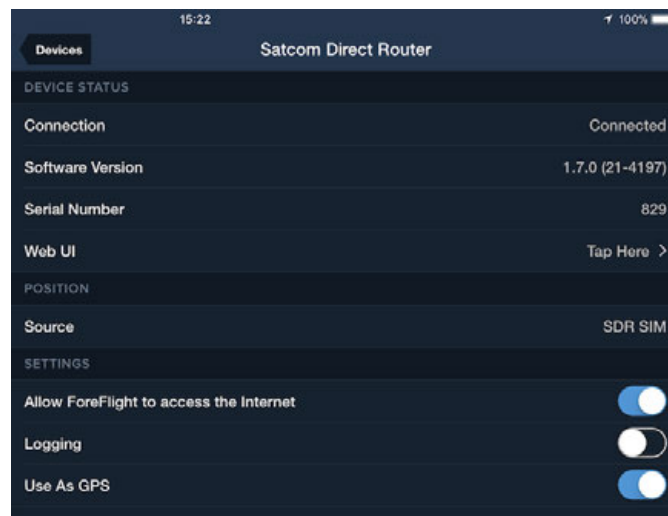 15:22 100%
Devices Satcom Direct Router
DEVICE STATUS
Connection Connected
Software Version 1.7.0 (21-4197)
Serial Number 829
Web UI Tap Here >
POSITION
Source SDR SIM
SETTINGS
Allow ForeFlight to access the Internet
Logging
Use As GPS